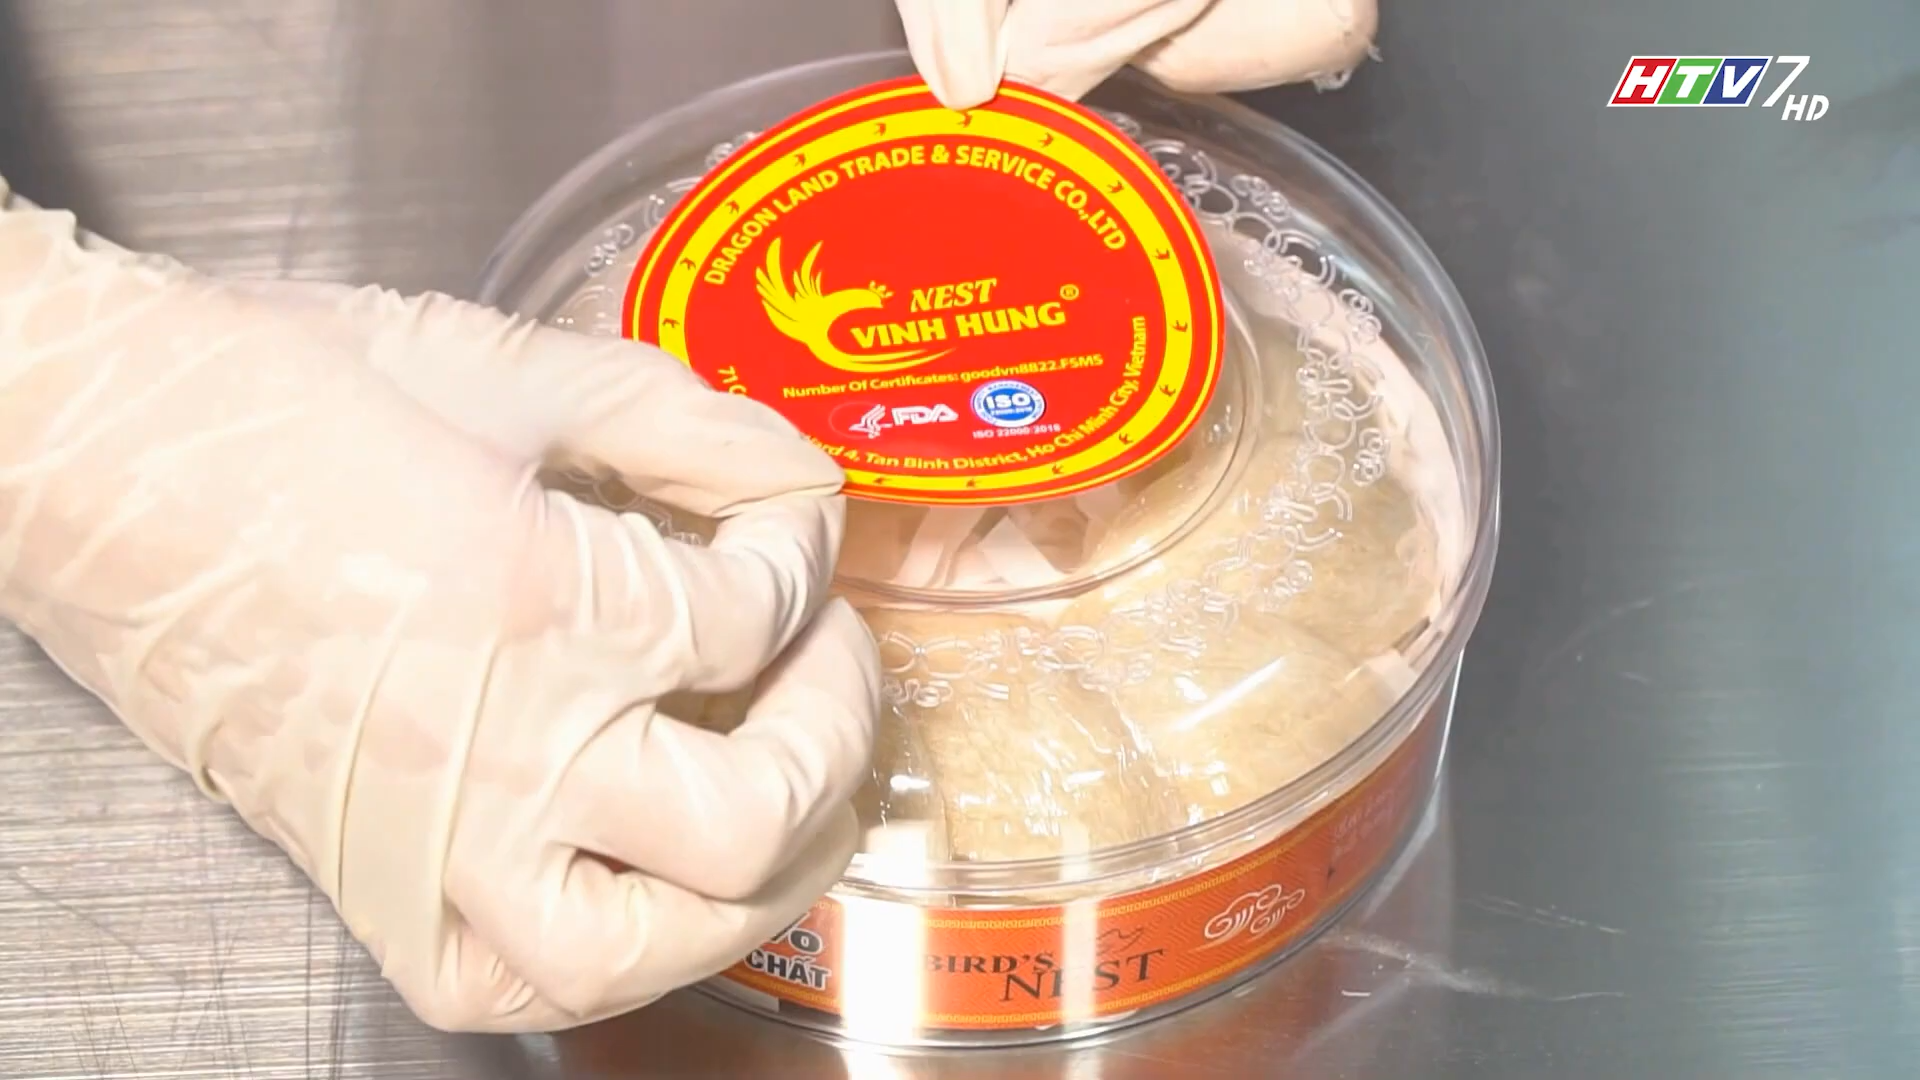 HTV7
HD
DRAGON LAND TRADE & SERVICE CO.,LTD
NEST
VINH HUNG®
Number Of Certificates: goodvn8822.FSMS
FDA
ISO
ISO 22000:2018
71
4, Tan Binh District, Ho Chi Minh City, Vietnam
CHẤT
BIRD'S
NEST